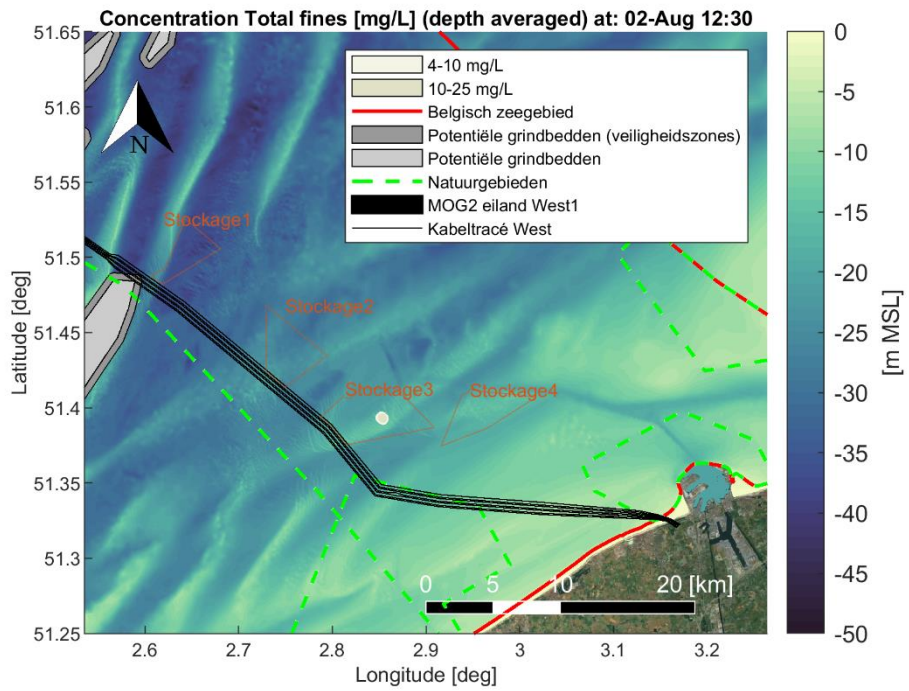 Concentration Total fines [mg/L] (depth averaged) at: 02-Aug 12:30
4-10 mg/L
10-25 mg/L
Belgisch zeegebied
Potentiële grindbedden (veiligheidszones)
Potentiële grindbedden
Natuurgebieden
MOG2 eiland West1
Kabeltracé West
N
Stockage1
Stockage2
Stockage3
Stockage4
0 5 10 20 [km]
51.65
51.6
51.55
51.5
51.45
51.4
51.35
51.3
51.25
Latitude [deg]
2.6 2.7 2.8 2.9 3 3.1 3.2
Longitude [deg]
0
-5
-10
-15
-20
-25
-30
-35
-40
-45
-50
[m MSL]